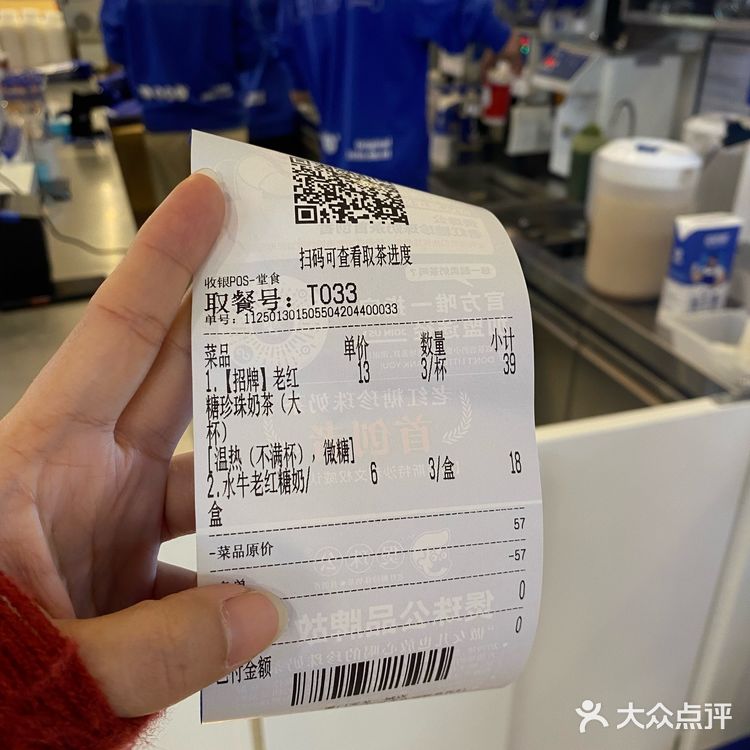 扫码可查看取茶进度
收银POS-堂食
取餐号: T033
单号: 112501301505504204400033
菜品 单价 数量 小计
1.【招牌】老红 13 3/杯 39
糖珍珠奶茶(大
杯)
[温热(不满杯), 微糖]
2.水牛老红糖奶/ 6 3/盒 18
盒
57
-菜品原价 -57
0
0
付金额
大众点评